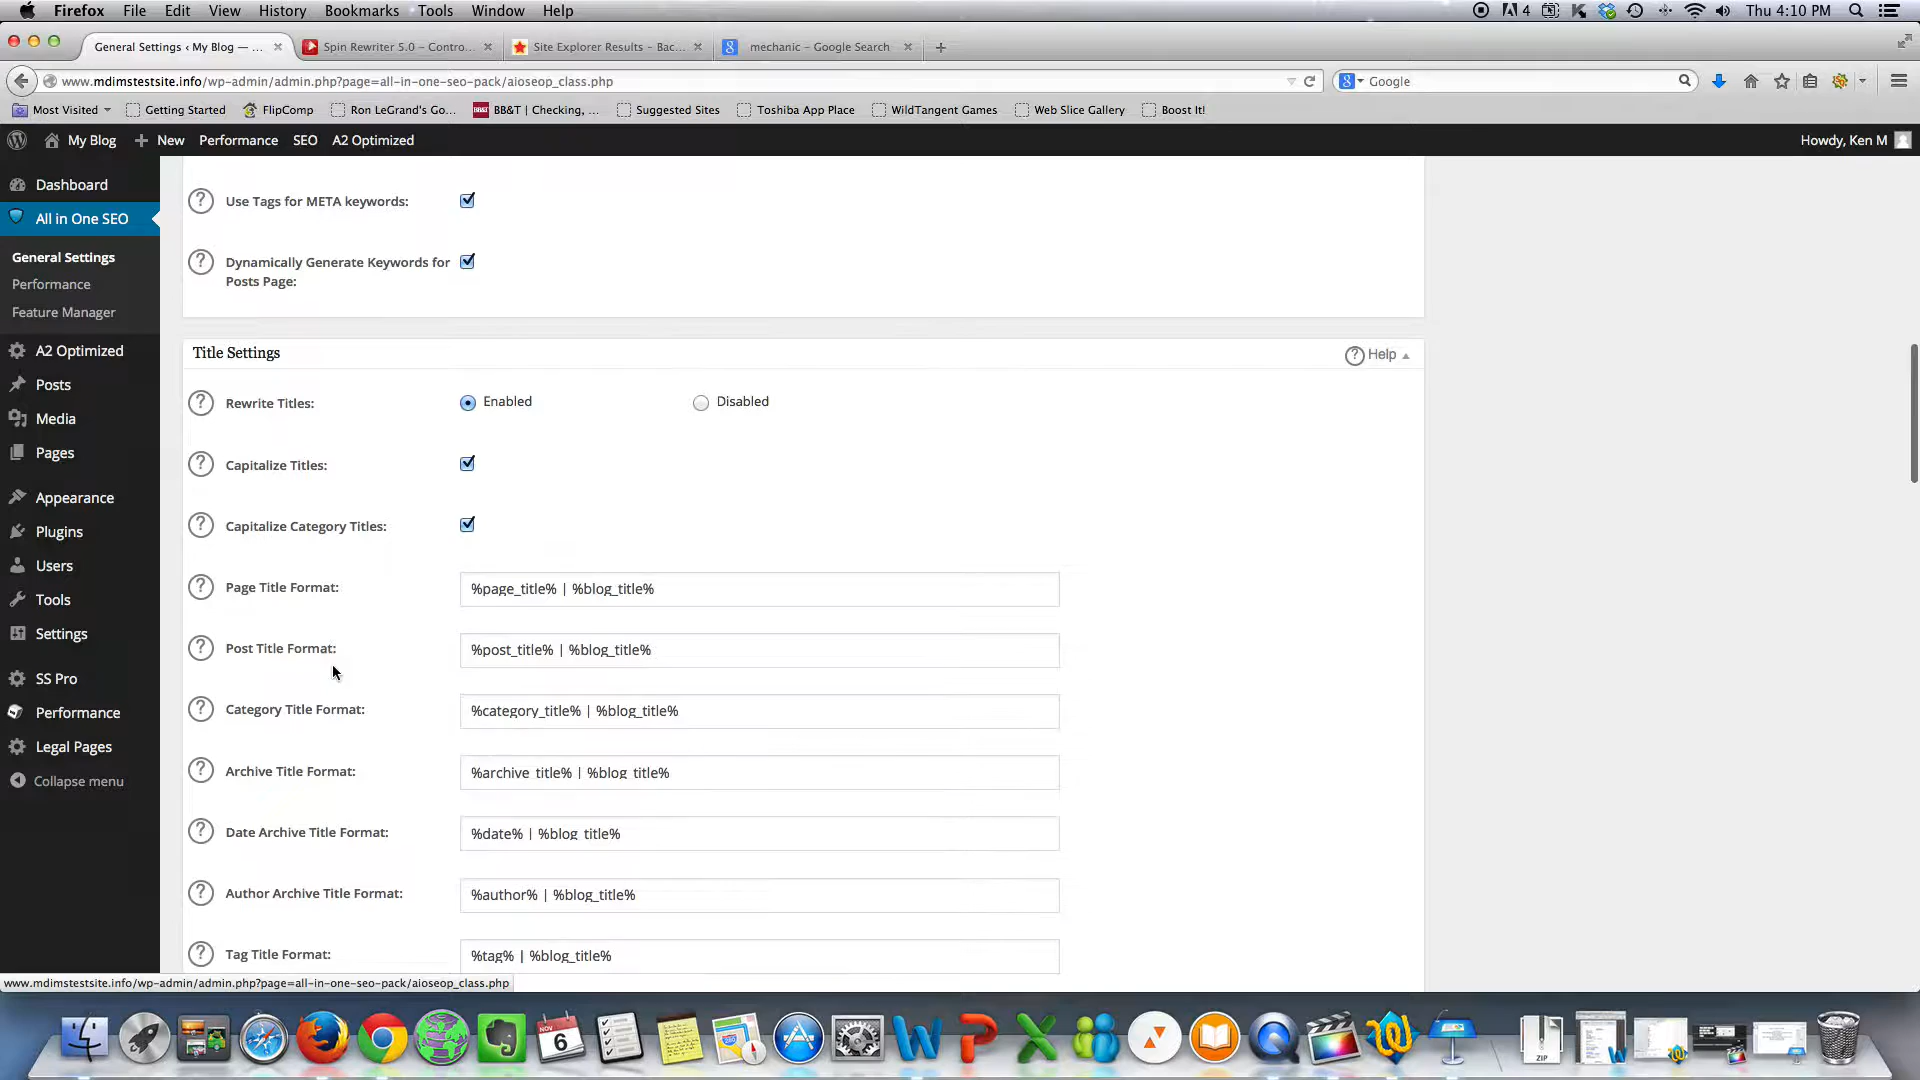 Firefox File Edit View History Bookmarks Tools Window Help 4 Thu 4:10 PM
General Settings ‹ My Blog — ... Spin Rewriter 5.0 – Contro... Site Explorer Results – Bac... mechanic – Google Search
www.mdimstestsite.info/wp-admin/admin.php?page=all-in-one-seo-pack/aioseop_class.php Google
Most Visited Getting Started FlipComp Ron LeGrand's Go... BB&T | Checking, ... Suggested Sites Toshiba App Place WildTangent Games Web Slice Gallery Boost It!
My Blog New Performance SEO A2 Optimized Howdy, Ken M
Dashboard
All in One SEO
General Settings
Performance
Feature Manager
A2 Optimized
Posts
Media
Pages
Appearance
Plugins
Users
Tools
Settings
SS Pro
Performance
Legal Pages
Collapse menu
Use Tags for META keywords:
Dynamically Generate Keywords for
Posts Page:
Title Settings Help
Rewrite Titles: Enabled Disabled
Capitalize Titles:
Capitalize Category Titles:
Page Title Format: %page_title% | %blog_title%
Post Title Format: %post_title% | %blog_title%
Category Title Format: %category_title% | %blog_title%
Archive Title Format: %archive_title% | %blog_title%
Date Archive Title Format: %date% | %blog_title%
Author Archive Title Format: %author% | %blog_title%
Tag Title Format: %tag% | %blog_title%
www.mdimstestsite.info/wp-admin/admin.php?page=all-in-one-seo-pack/aioseop_class.php
NOV
6
ZIP